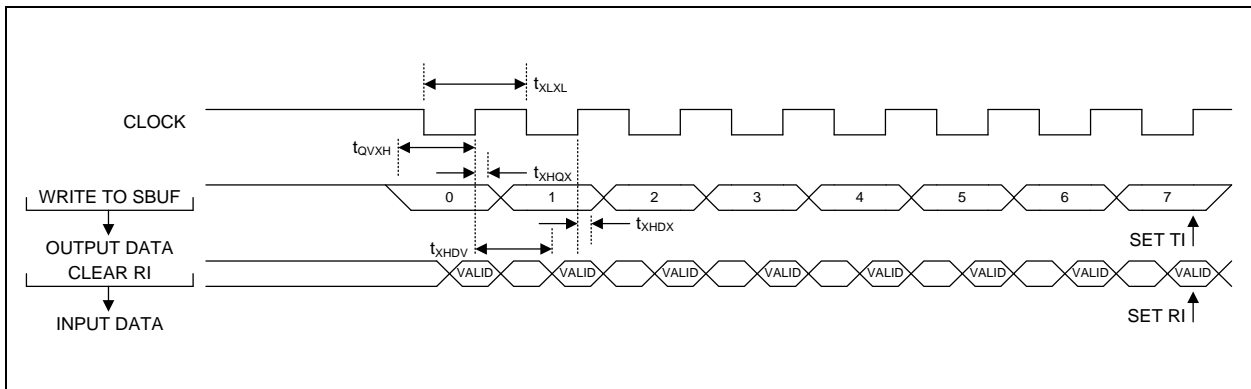 tXLXL
CLOCK
tQVXH
tXHQX
WRITE TO SBUF
0 1 2 3 4 5 6 7
tXHDX
OUTPUT DATA
tXHDV
SET TI
CLEAR RI
VALID VALID VALID VALID VALID VALID VALID VALID
SET RI
INPUT DATA